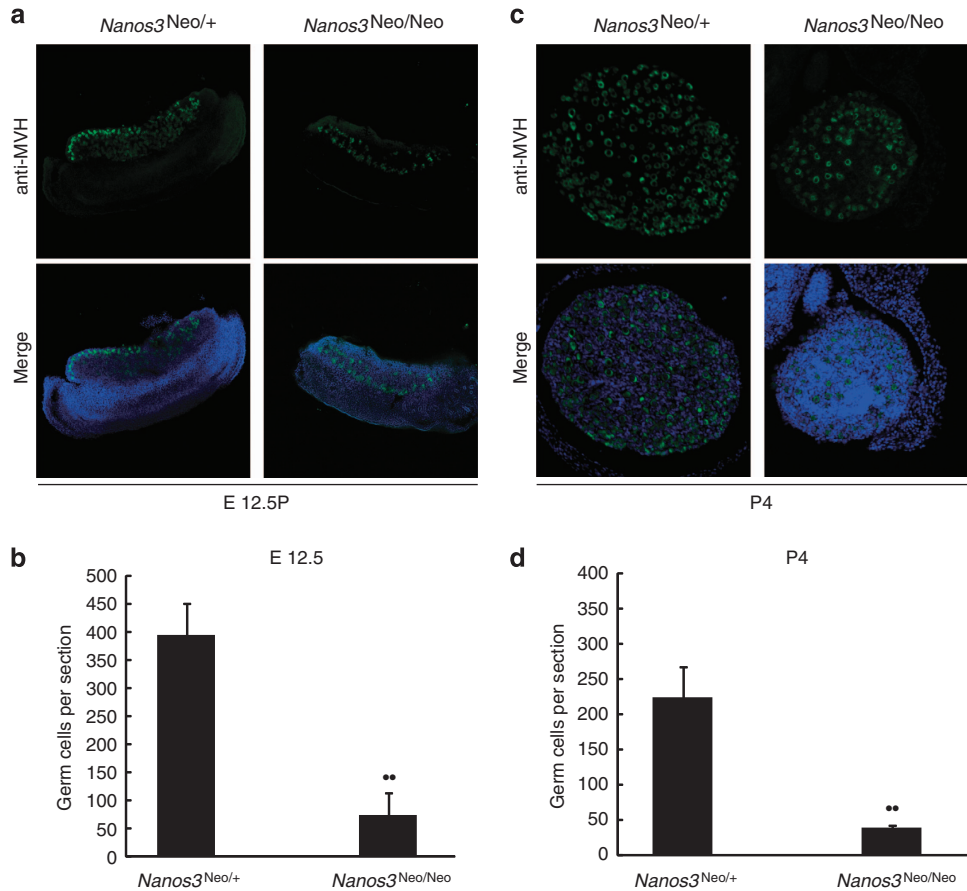 a
Nanos3Neo/+
Nanos3Neo/Neo
anti-MVH
Merge
E 12.5P
c
Nanos3Neo/+
Nanos3Neo/Neo
anti-MVH
Merge
P4
b
E 12.5
Germ cells per section
500
450
400
350
300
250
200
150
100
50
0
••
Nanos3Neo/+
Nanos3Neo/Neo
d
P4
Germ cells per section
400
350
300
250
200
150
100
50
0
••
Nanos3Neo/+
Nanos3Neo/Neo